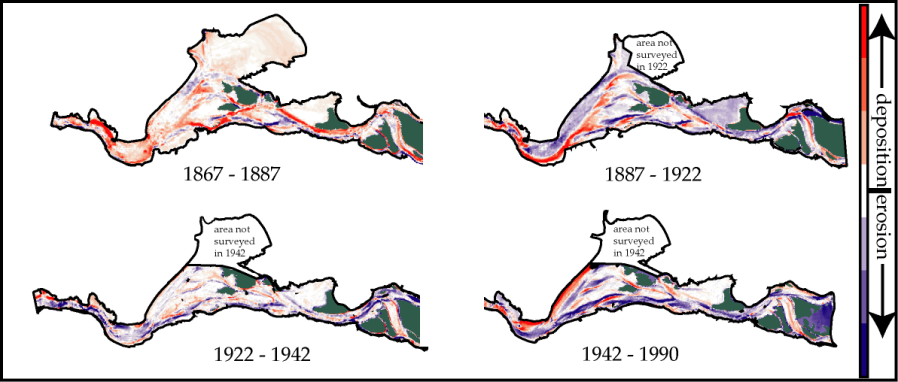 area not
surveyed
in 1922
1867 - 1887
1887 - 1922
area not
surveyed
in 1942
area not
surveyed
in 1942
1922 - 1942
1942 - 1990
deposition
erosion